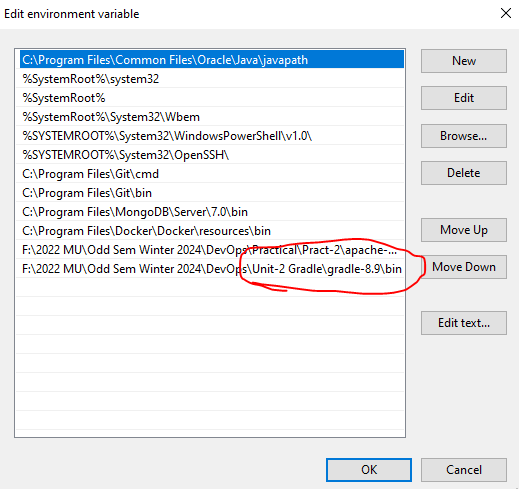 Edit environment variable
C:\Program Files\Common Files\Oracle\Java\javapath
%SystemRoot%\system32
%SystemRoot%
%SystemRoot%\System32\Wbem
%SYSTEMROOT%\System32\WindowsPowerShell\v1.0\
%SYSTEMROOT%\System32\OpenSSH\
C:\Program Files\Git\cmd
C:\Program Files\Git\bin
C:\Program Files\MongoDB\Server\7.0\bin
C:\Program Files\Docker\Docker\resources\bin
F:\2022 MU\Odd Sem Winter 2024\DevOps\Practical\Pract-2\apache-...
F:\2022 MU\Odd Sem Winter 2024\DevOps\Unit-2 Gradle\gradle-8.9\bin
New
Edit
Browse...
Delete
Move Up
Move Down
Edit text...
OK
Cancel